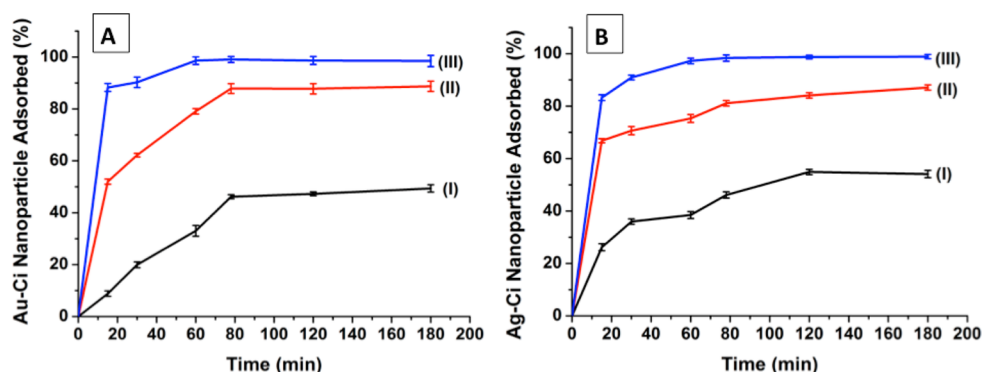 A
Au-Ci Nanoparticle Adsorbed (%)
100
80
60
40
20
0
(III)
(II)
(I)
0 20 40 60 80 100 120 140 160 180 200
Time (min)
B
Ag-Ci Nanoparticle Adsorbed (%)
100
80
60
40
20
0
(III)
(II)
(I)
0 20 40 60 80 100 120 140 160 180 200
Time (min)